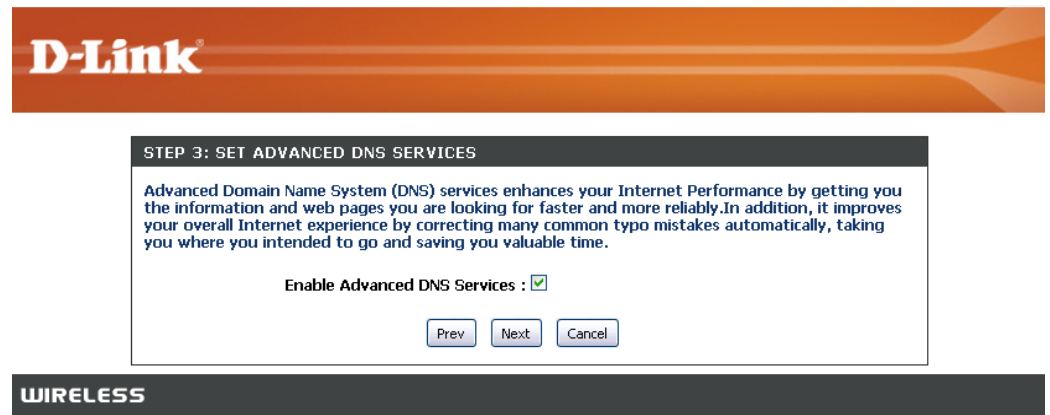 D-Link®
STEP 3: SET ADVANCED DNS SERVICES
Advanced Domain Name System (DNS) services enhances your Internet Performance by getting you
the information and web pages you are looking for faster and more reliably.In addition, it improves
your overall Internet experience by correcting many common typo mistakes automatically, taking
you where you intended to go and saving you valuable time.
Enable Advanced DNS Services :
Prev Next Cancel
WIRELESS